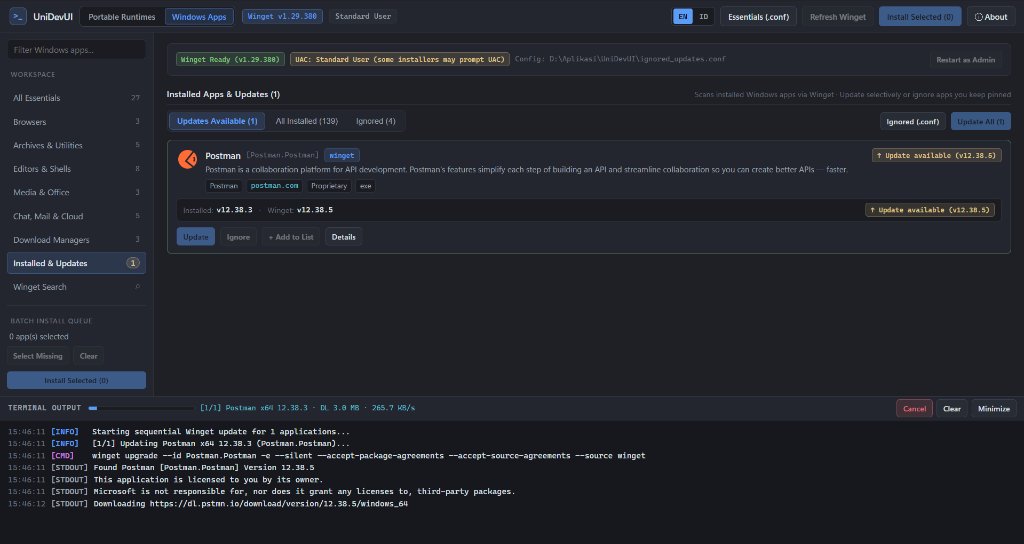 >_ UniDevUI Portable Runtimes Windows Apps Winget v1.29.380 Standard User EN ID Essentials (.conf) Refresh Winget Install Selected (0) About
Filter Windows apps..
WORKSPACE
All Essentials 27
Browsers 3
Archives & Utilities 5
Editors & Shells 8
Media & Office 3
Chat, Mail & Cloud 5
Download Managers 3
Installed & Updates 1
Winget Search
BATCH INSTALL QUEUE
0 app(s) selected
Select Missing Clear
Install Selected (0)
Winget Ready (v1.29.380) UAC: Standard User (some installers may prompt UAC) Config: D:\Aplikasi\UniDevUI\ignored_updates.conf Restart as Admin
Installed Apps & Updates (1) Scans installed Windows apps via Winget · Update selectively or ignore apps you keep pinned
Updates Available (1) All Installed (139) Ignored (4) Ignored (.conf) Update All (1)
Postman [Postman.Postman] winget ↑ Update available (v12.38.5)
Postman is a collaboration platform for API development. Postman's features simplify each step of building an API and streamline collaboration so you can create better APIs — faster.
Postman postman.com Proprietary exe
Installed: v12.38.3 · Winget: v12.38.5 ↑ Update available (v12.38.5)
Update Ignore + Add to List Details
TERMINAL OUTPUT [1/1] Postman x64 12.38.3 · DL 3.0 MB · 265.7 KB/s Cancel Clear Minimize
15:46:11 [INFO] Starting sequential Winget update for 1 applications...
15:46:11 [INFO] [1/1] Updating Postman x64 12.38.3 (Postman.Postman)...
15:46:11 [CMD] winget upgrade --id Postman.Postman -e --silent --accept-package-agreements --accept-source-agreements --source winget
15:46:11 [STDOUT] Found Postman [Postman.Postman] Version 12.38.5
15:46:11 [STDOUT] This application is licensed to you by its owner.
15:46:11 [STDOUT] Microsoft is not responsible for, nor does it grant any licenses to, third-party packages.
15:46:12 [STDOUT] Downloading https://dl.pstmn.io/download/version/12.38.5/windows_64